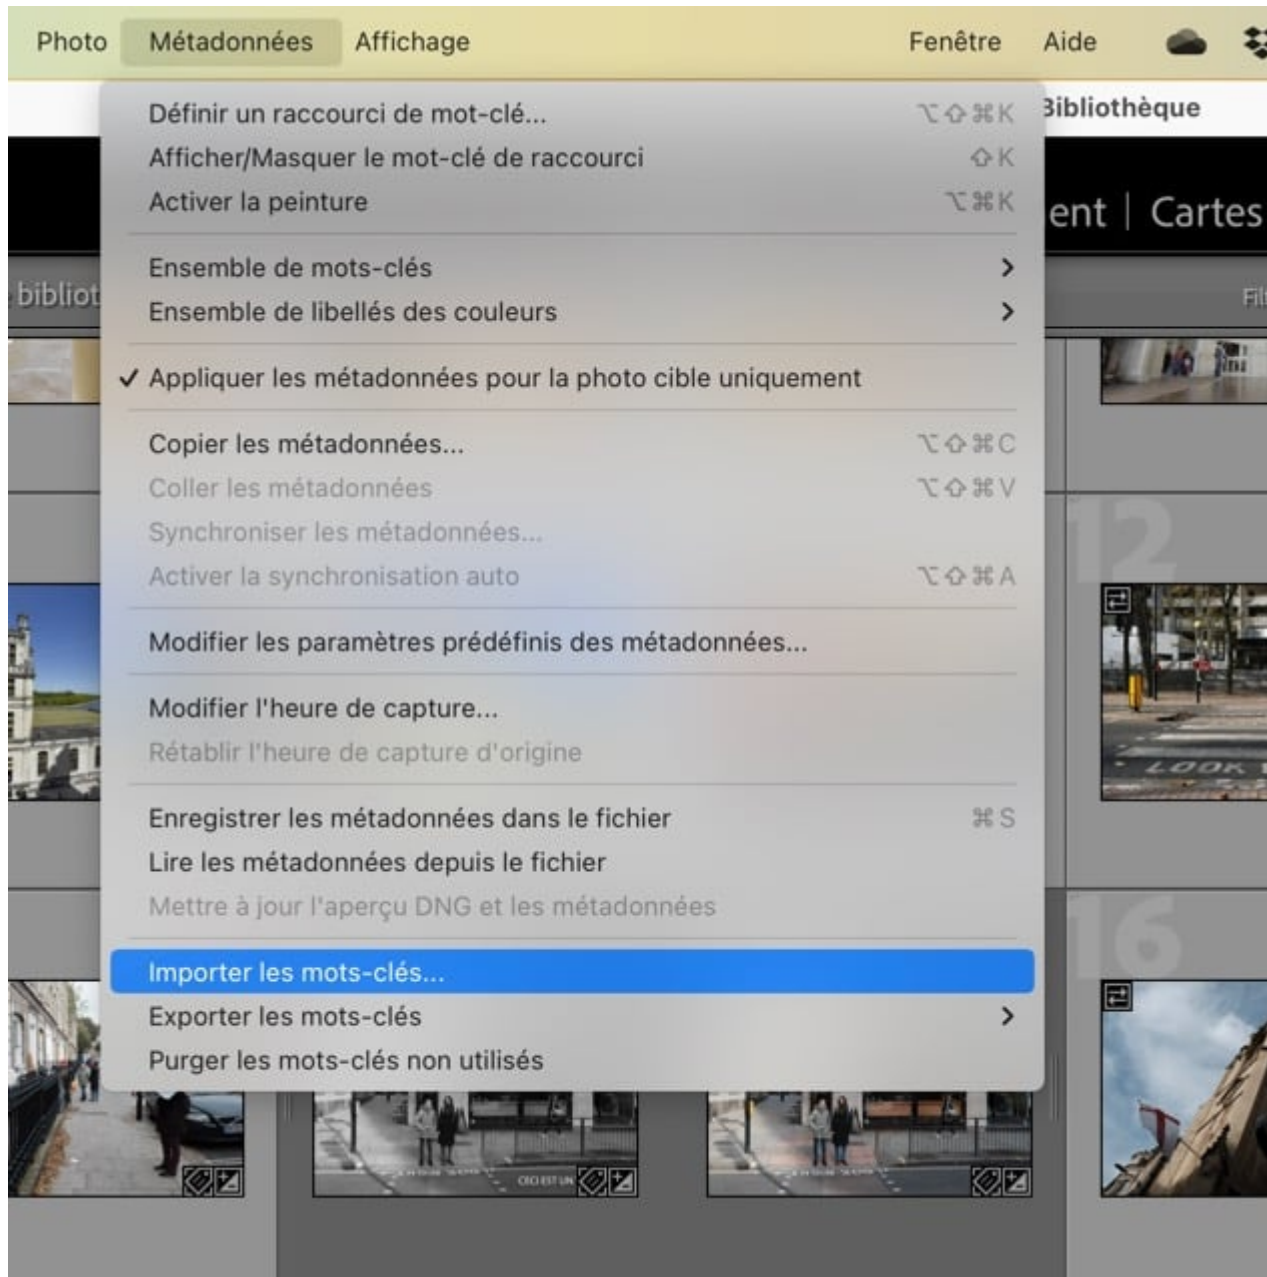 Photo Métadonnées Affichage Fenêtre Aide
Bibliothèque
Définir un raccourci de mot-clé... ⌥⇧⌘K
Afficher/Masquer le mot-clé de raccourci ⇧K
Activer la peinture ⌥⌘K
ent | Cartes
Ensemble de mots-clés
bibliot
Ensemble de libellés des couleurs
Appliquer les métadonnées pour la photo cible uniquement
Copier les métadonnées... ⌥⇧⌘C
Coller les métadonnées ⌥⇧⌘V
Synchroniser les métadonnées...
12
Activer la synchronisation auto ⌥⇧⌘A
Modifier les paramètres prédéfinis des métadonnées...
Modifier l'heure de capture...
Rétablir l'heure de capture d'origine
LOOK
Enregistrer les métadonnées dans le fichier ⌘S
Lire les métadonnées depuis le fichier
Mettre à jour l'aperçu DNG et les métadonnées
16
Importer les mots-clés...
Exporter les mots-clés
Purger les mots-clés non utilisés
CECI EST UN